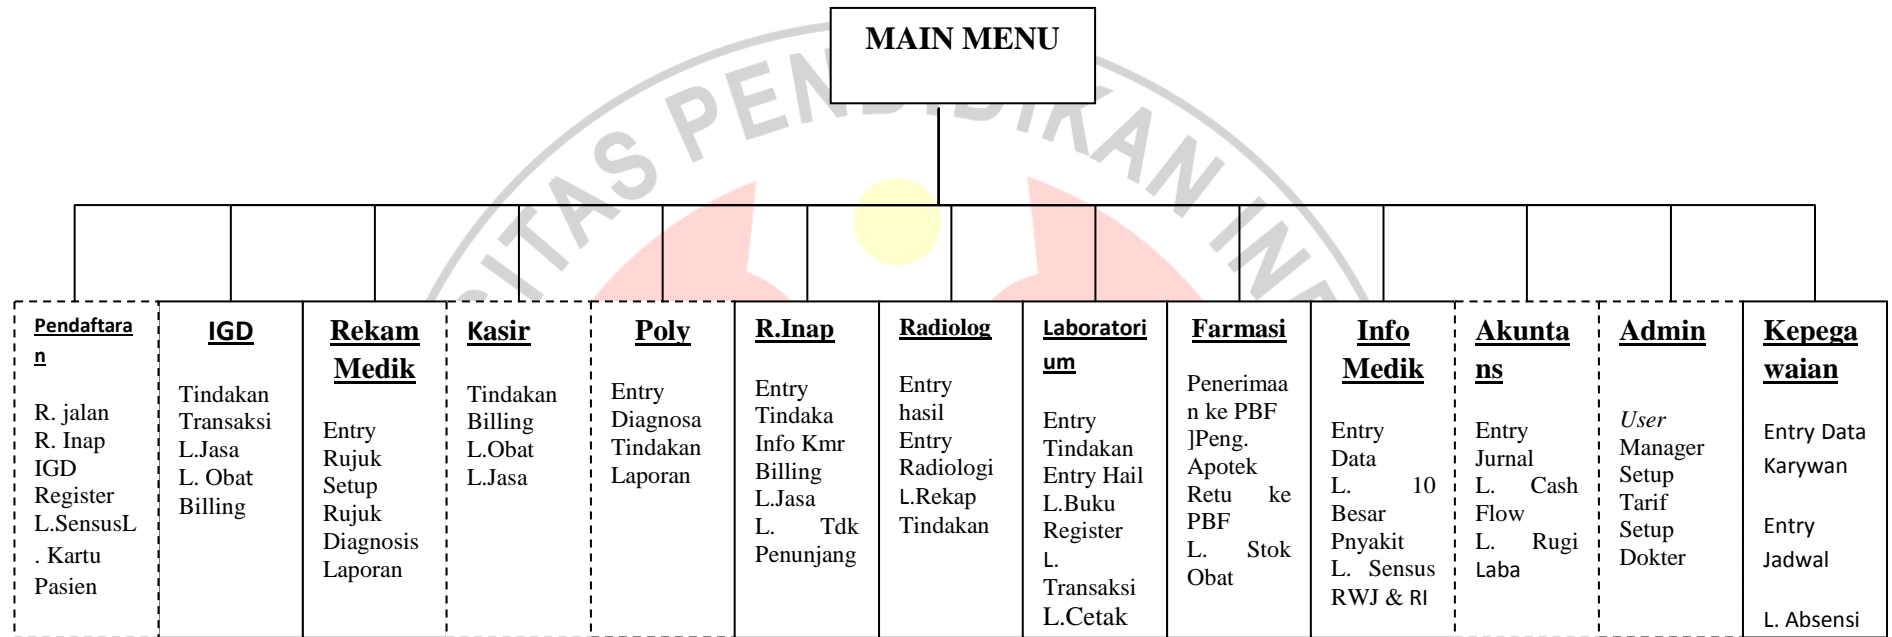 MAIN MENU
UNIVERSITAS PENDIDIKAN INDONESIA
Pendaftara
n
R. jalan
R. Inap
IGD
Register
L.SensusL
. Kartu
Pasien
IGD
Tindakan
Transaksi
L.Jasa
L. Obat
Billing
Rekam
Medik
Entry
Rujuk
Setup
Rujuk
Diagnosis
Laporan
Kasir
Tindakan
Billing
L.Obat
L.Jasa
Poly
Entry
Diagnosa
Tindakan
Laporan
R.Inap
Entry
Tindaka
Info Kmr
Billing
L.Jasa
L. Tdk
Penunjang
Radiolog
Entry
hasil
Entry
Radiologi
L.Rekap
Tindakan
Laboratori
um
Entry
Tindakan
Entry Hail
L.Buku
Register
L.
Transaksi
L.Cetak
Farmasi
Penerimaa
n ke PBF
]Peng.
Apotek
Retu ke
PBF
L. Stok
Obat
Info
Medik
Entry
Data
L. 10
Besar
Pnyakit
L. Sensus
RWJ & RI
Akunta
ns
Entry
Jurnal
L. Cash
Flow
L. Rugi
Laba
Admin
User
Manager
Setup
Tarif
Setup
Dokter
Kepega
waian
Entry Data
Karywan
Entry
Jadwal
L. Absensi